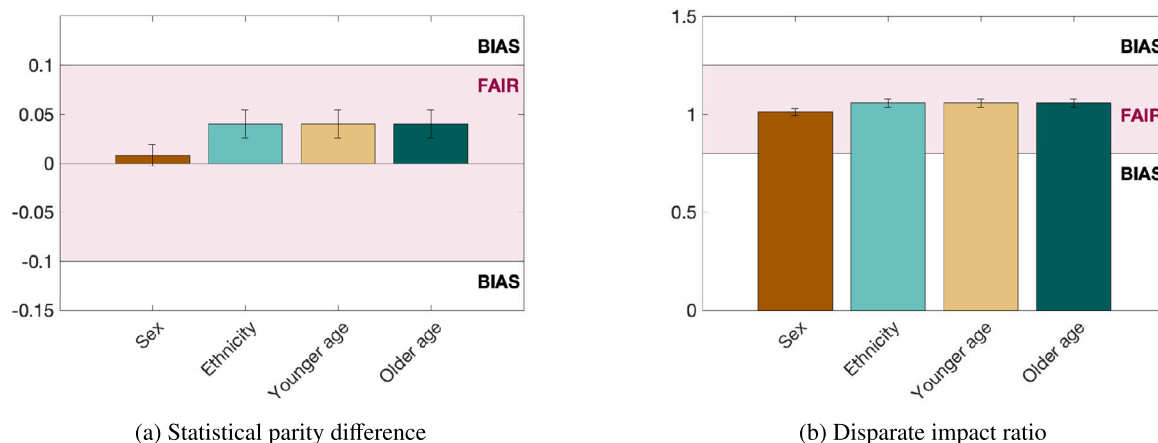 0.1
0.05
0
-0.05
-0.1
-0.15
BIAS
FAIR
BIAS
Sex
Ethnicity
Younger age
Older age
(a) Statistical parity difference
1.5
1
0.5
0
BIAS
FAIR
BIAS
Sex
Ethnicity
Younger age
Older age
(b) Disparate impact ratio